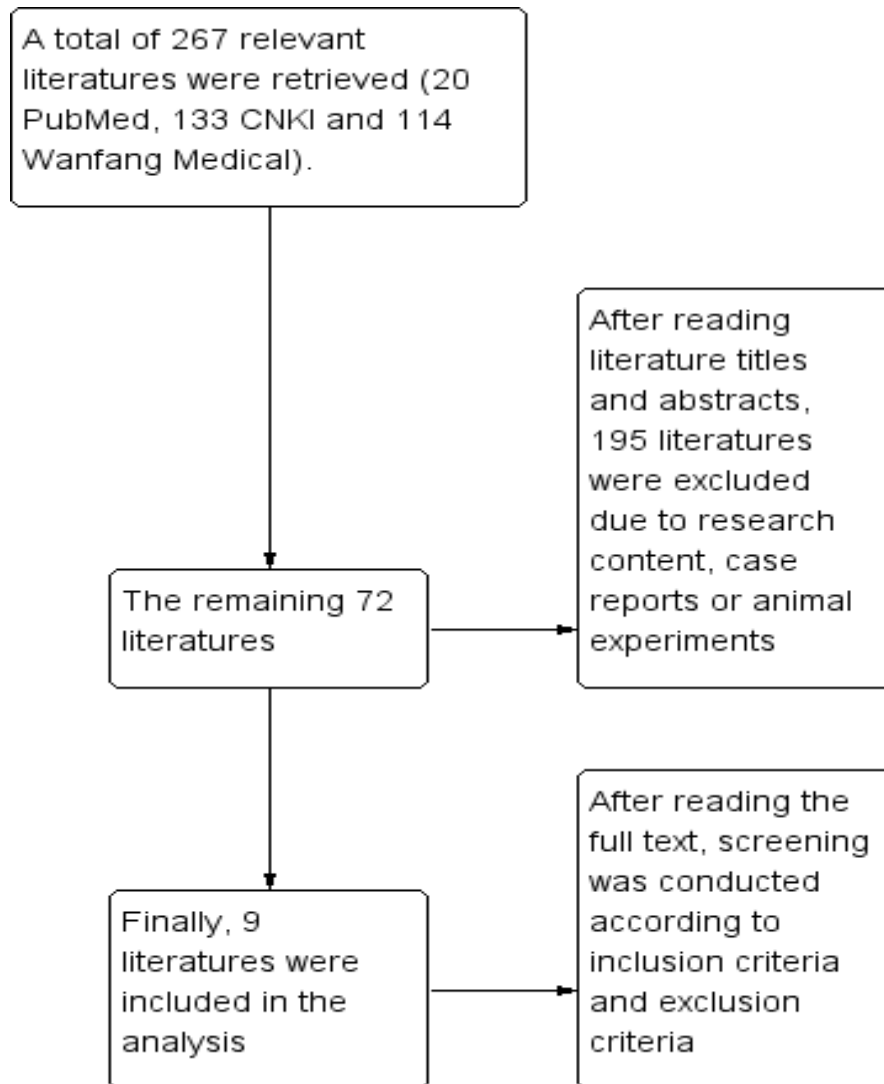 A total of 267 relevant
literatures were retrieved (20
PubMed, 133 CNKI and 114
Wanfang Medical).
After reading
literature titles
and abstracts,
195 literatures
were excluded
due to research
content, case
reports or animal
experiments
The remaining 72
literatures
After reading the
full text, screening
was conducted
according to
inclusion criteria
and exclusion
criteria
Finally, 9
literatures were
included in the
analysis